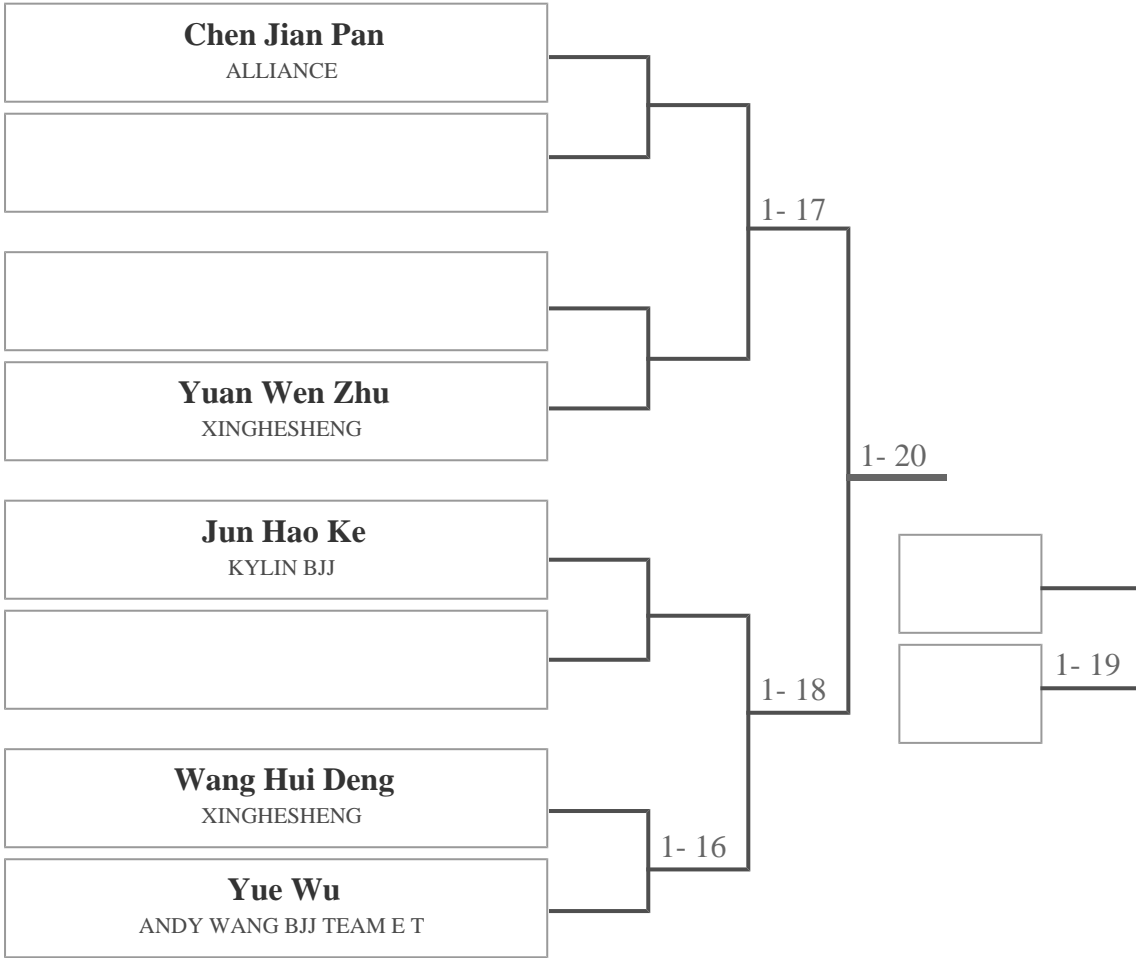 Chen Jian Pan
ALLIANCE
1- 17
Yuan Wen Zhu
XINGHESHENG
1- 20
Jun Hao Ke
KYLIN BJJ
1- 19
1- 18
Wang Hui Deng
XINGHESHENG
1- 16
Yue Wu
ANDY WANG BJJ TEAM E T